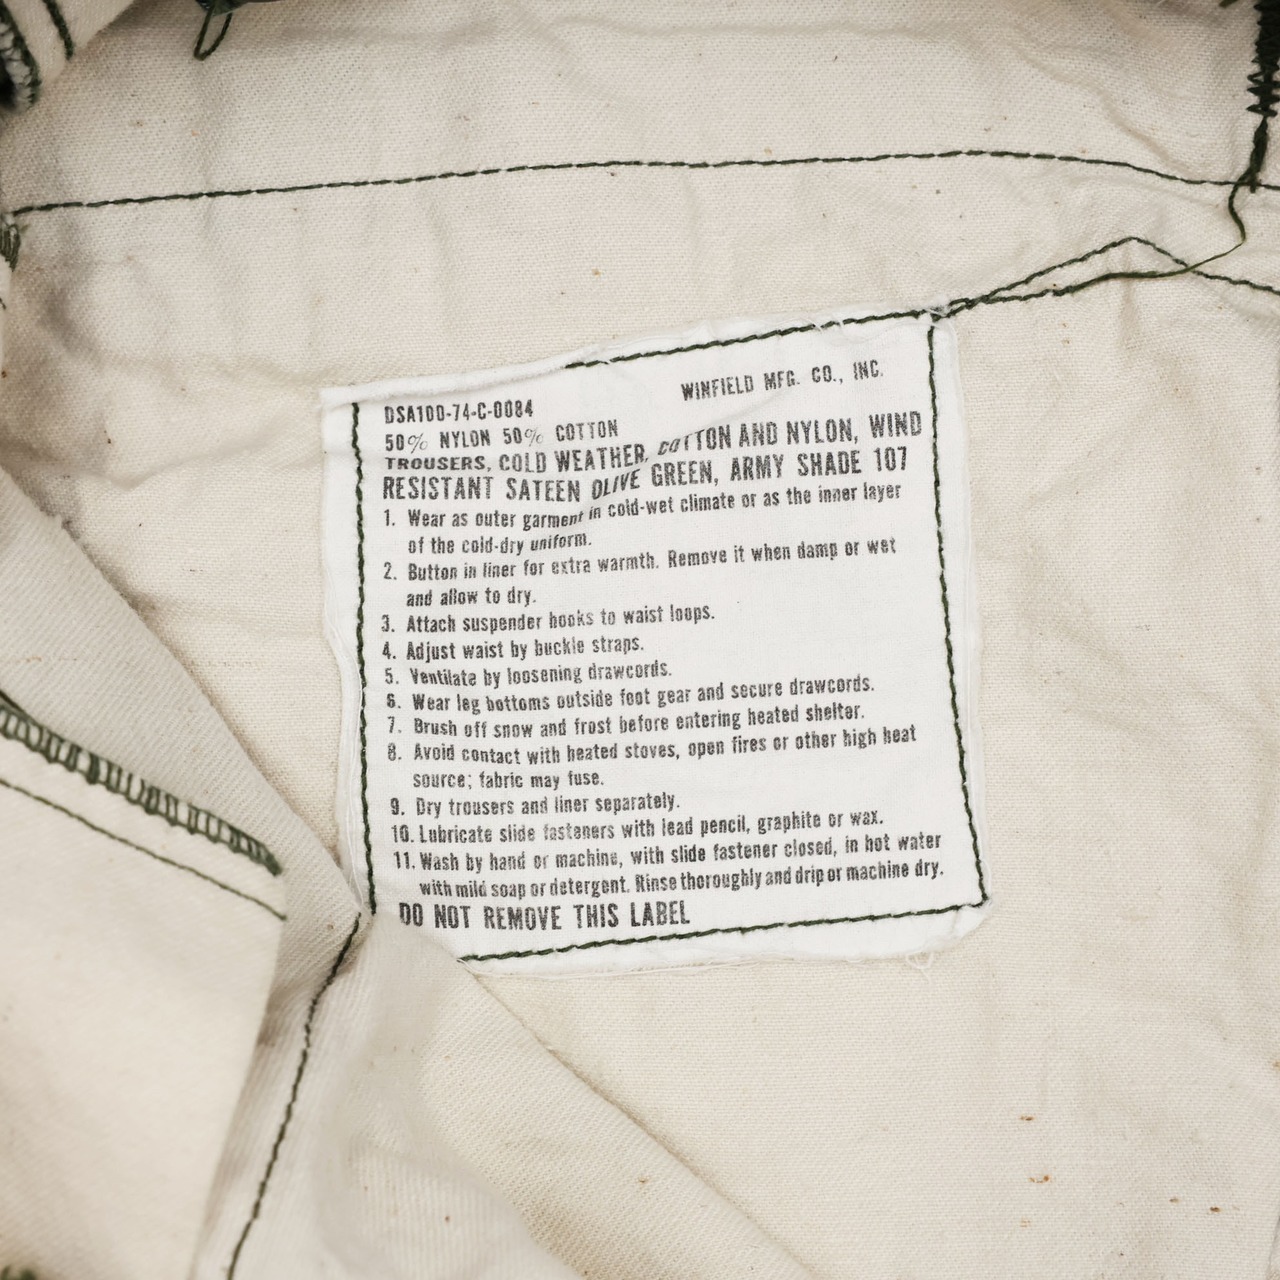 WINFIELD MFG. CO., INC.
DSA100-74-C-0084
50% NYLON 50% COTTON
TROUSERS, COLD WEATHER, COTTON AND NYLON, WIND
RESISTANT SATEEN OLIVE GREEN, ARMY SHADE 107
1. Wear as outer garment in cold-wet climate or as the inner layer
of the cold-dry uniform.
2. Button in liner for extra warmth. Remove it when damp or wet
and allow to dry.
3. Attach suspender hooks to waist loops.
4. Adjust waist by buckle straps.
5. Ventilate by loosening drawcords.
6. Wear leg bottoms outside foot gear and secure drawcords.
7. Brush off snow and frost before entering heated shelter.
8. Avoid contact with heated stoves, open fires or other high heat
source; fabric may fuse.
9. Dry trousers and liner separately.
10. Lubricate slide fasteners with lead pencil, graphite or wax.
11. Wash by hand or machine, with slide fastener closed, in hot water
with mild soap or detergent. Rinse thoroughly and drip or machine dry.
DO NOT REMOVE THIS LABEL